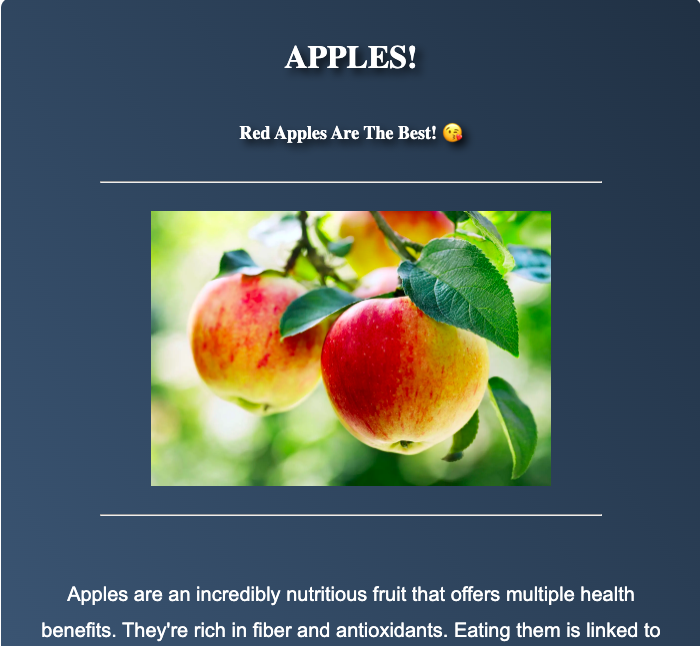 APPLES!
Red Apples Are The Best! 😘
Apples are an incredibly nutritious fruit that offers multiple health
benefits. They're rich in fiber and antioxidants. Eating them is linked to